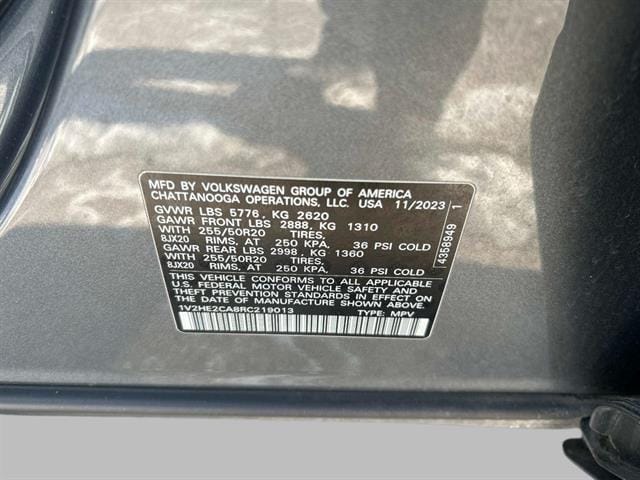 MFD BY VOLKSWAGEN GROUP OF AMERICA
CHATTANOOGA OPERATIONS, LLC. USA 11/2023
GVWR LBS 5776, KG 2620
GAWR FRONT LBS 2888, KG 1310
WITH 255/50R20 TIRES,
8JX20 RIMS, AT 250 KPA, 36 PSI COLD
GAWR REAR LBS 2998, KG 1360
WITH 255/50R20 TIRES,
8JX20 RIMS, AT 250 KPA, 36 PSI COLD
THIS VEHICLE CONFORMS TO ALL APPLICABLE
U.S. FEDERAL MOTOR VEHICLE SAFETY AND
THEFT PREVENTION STANDARDS IN EFFECT ON
THE DATE OF MANUFACTURE SHOWN ABOVE.
1V2HE2CA8RC219013 TYPE: MPV
4358949 1